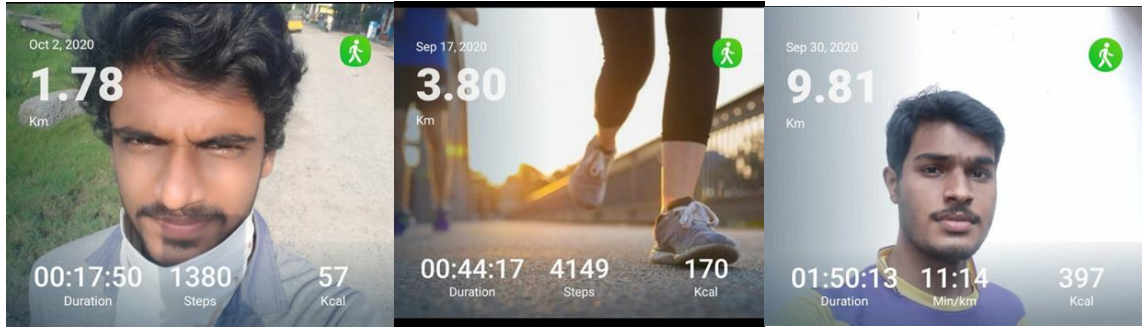 Oct 2, 2020
1.78
Km
00:17:50 1380 57
Duration Steps Kcal
Sep 17, 2020
3.80
Km
00:44:17 4149 170
Duration Steps Kcal
Sep 30, 2020
9.81
Km
01:50:13 11:14 397
Duration Min/km Kcal